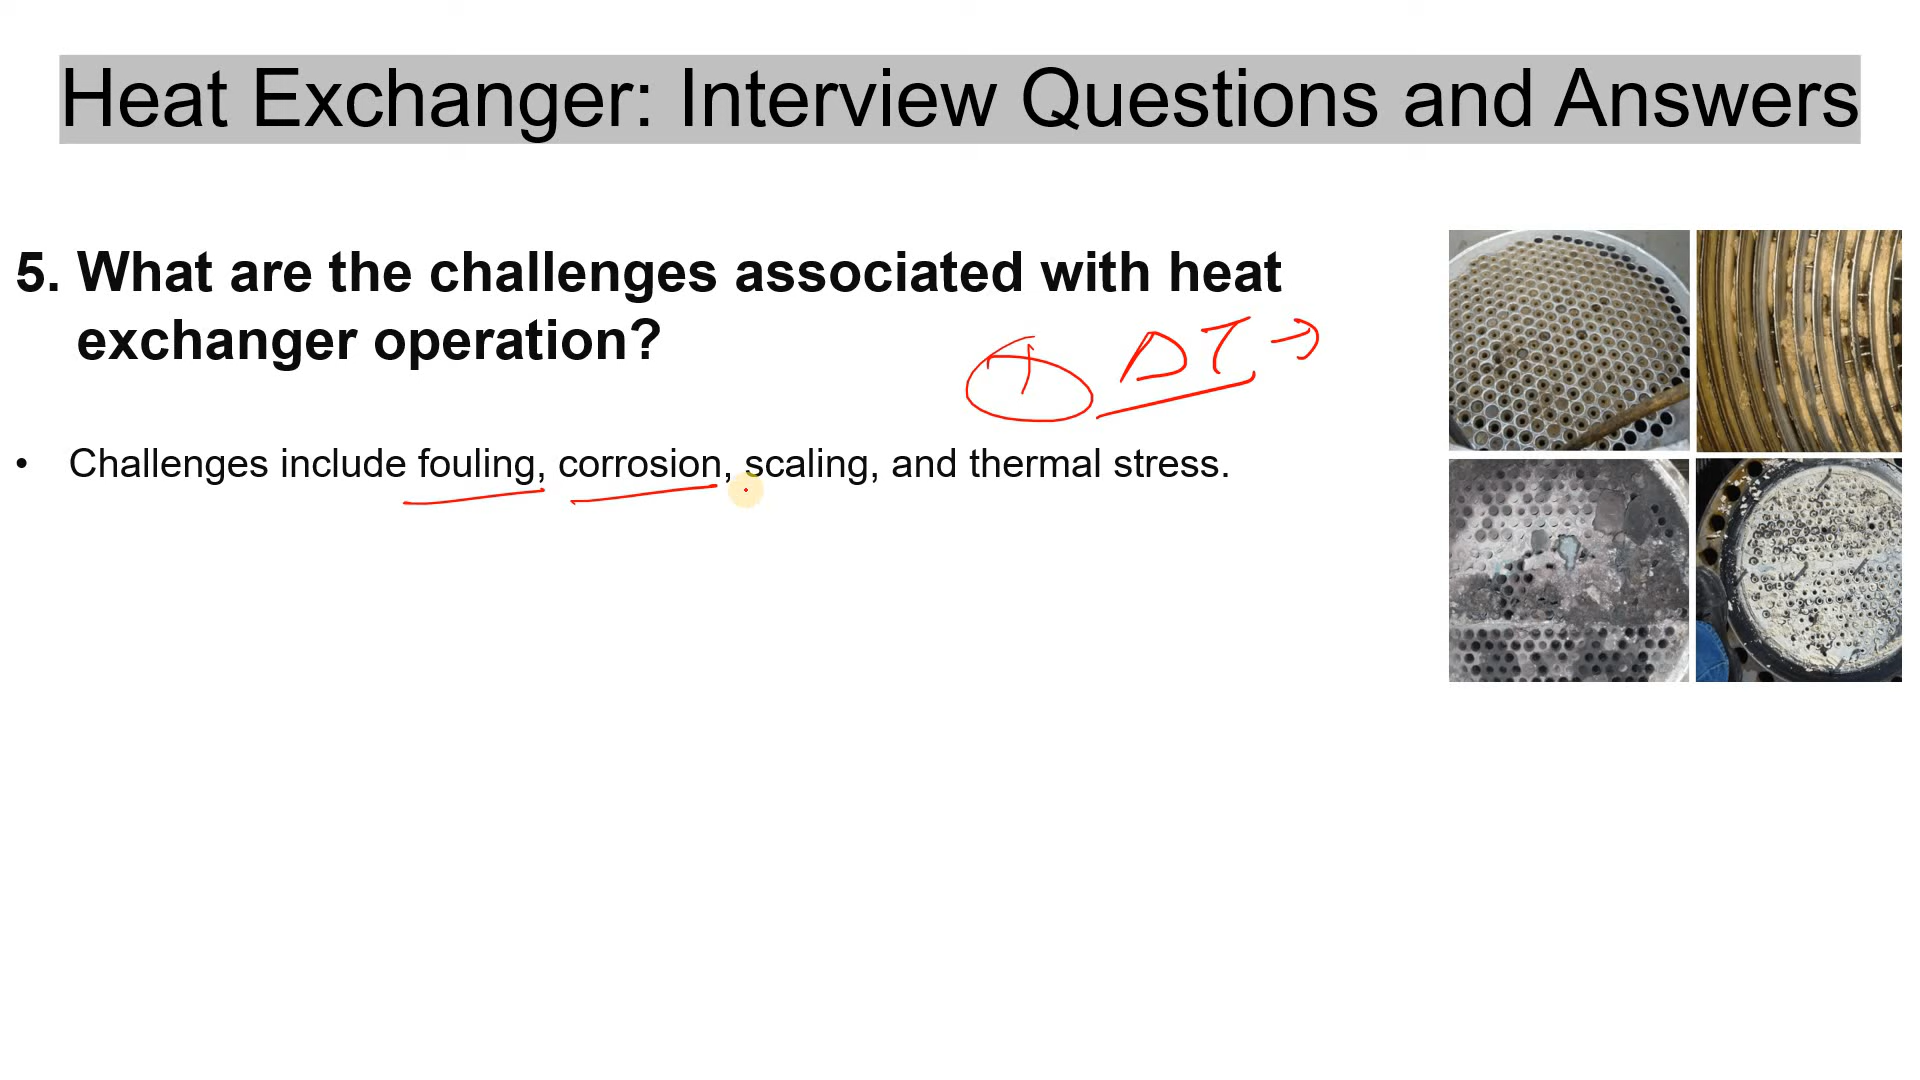 Heat Exchanger: Interview Questions and Answers
5. What are the challenges associated with heat
exchanger operation?
ΔT →
• Challenges include fouling, corrosion, scaling, and thermal stress.